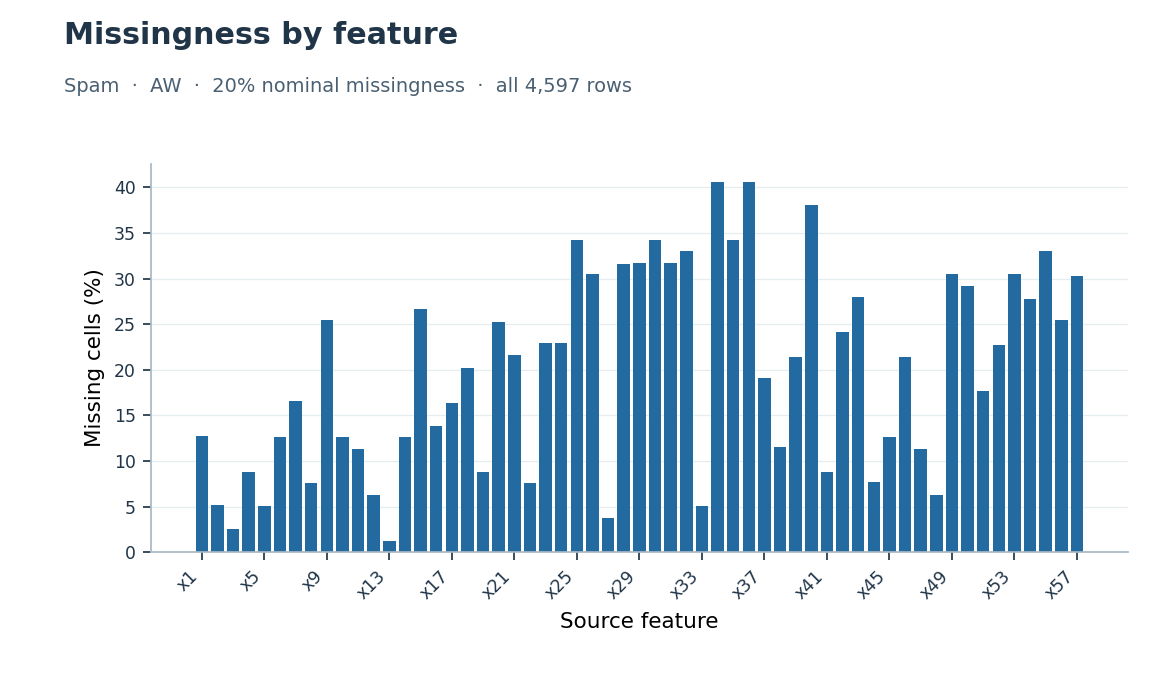 Missingness by feature
Spam · AW · 20% nominal missingness · all 4,597 rows
Missing cells (%)
40
35
30
25
20
15
10
5
0
x1 x5 x9 x13 x17 x21 x25 x29 x33 x37 x41 x45 x49 x53 x57
Source feature